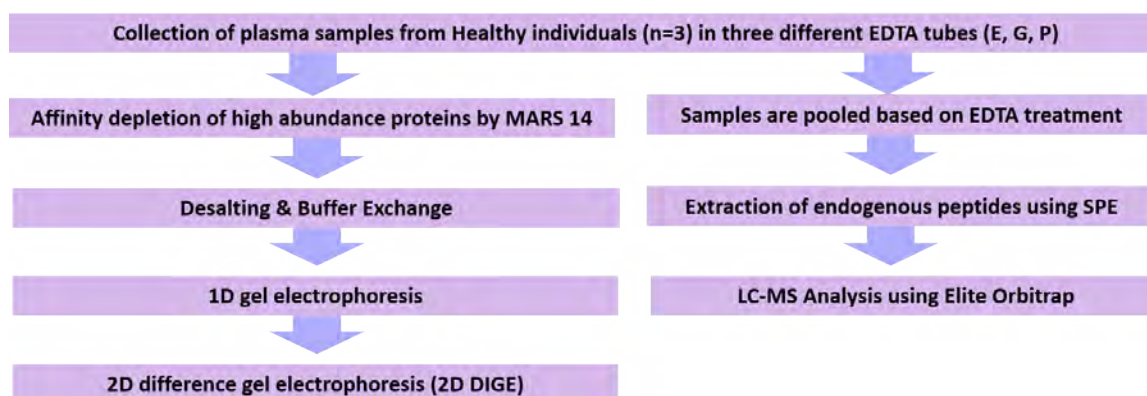 Collection of plasma samples from Healthy individuals (n=3) in three different EDTA tubes (E, G, P)
Affinity depletion of high abundance proteins by MARS 14
Desalting & Buffer Exchange
1D gel electrophoresis
2D difference gel electrophoresis (2D DIGE)
Samples are pooled based on EDTA treatment
Extraction of endogenous peptides using SPE
LC-MS Analysis using Elite Orbitrap